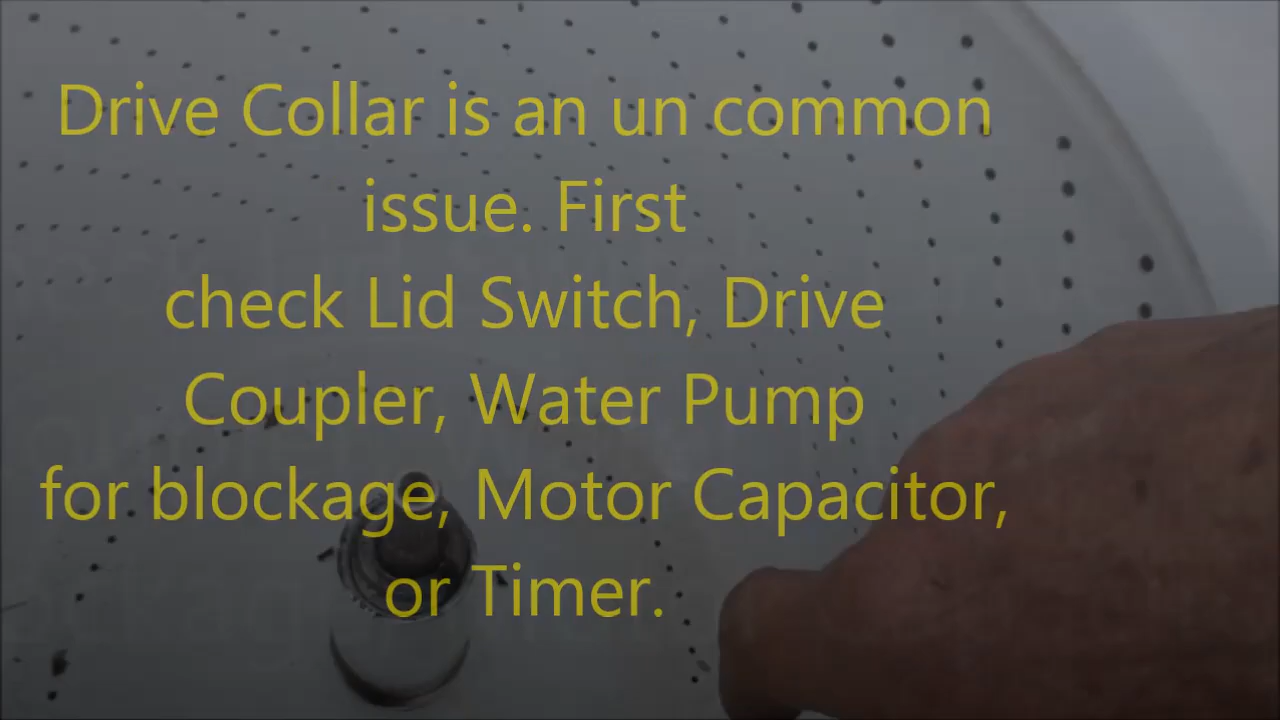 Drive Collar is an un common
issue. First
check Lid Switch, Drive
Coupler, Water Pump
for blockage, Motor Capacitor,
or Timer.